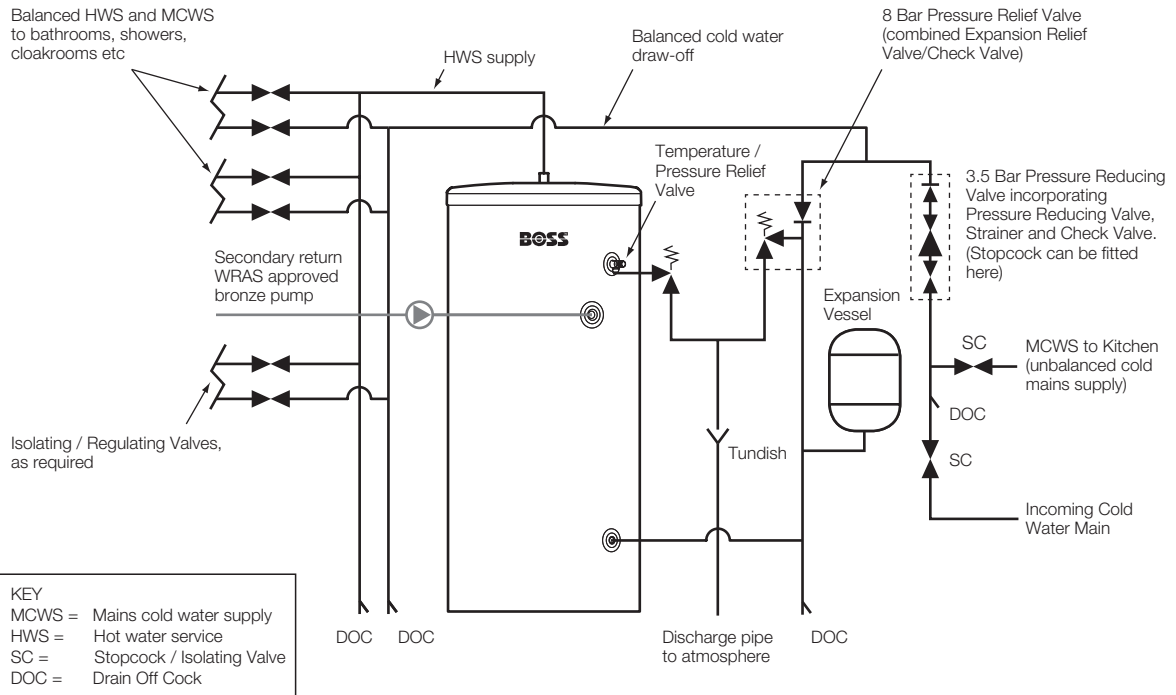 Balanced HWS and MCWS
to bathrooms, showers,
cloakrooms etc
HWS supply
Balanced cold water
draw-off
8 Bar Pressure Relief Valve
(combined Expansion Relief
Valve/Check Valve)
Temperature /
Pressure Relief
Valve
3.5 Bar Pressure Reducing
Valve incorporating
Pressure Reducing Valve,
Strainer and Check Valve.
(Stopcock can be fitted
here)
BOSS
Secondary return
WRAS approved
bronze pump
Expansion
Vessel
SC
MCWS to Kitchen
(unbalanced cold
mains supply)
DOC
Isolating / Regulating Valves,
as required
Tundish
SC
Incoming Cold
Water Main
KEY
MCWS = Mains cold water supply
HWS = Hot water service
SC = Stopcock / Isolating Valve
DOC = Drain Off Cock
DOC
DOC
Discharge pipe
to atmosphere
DOC